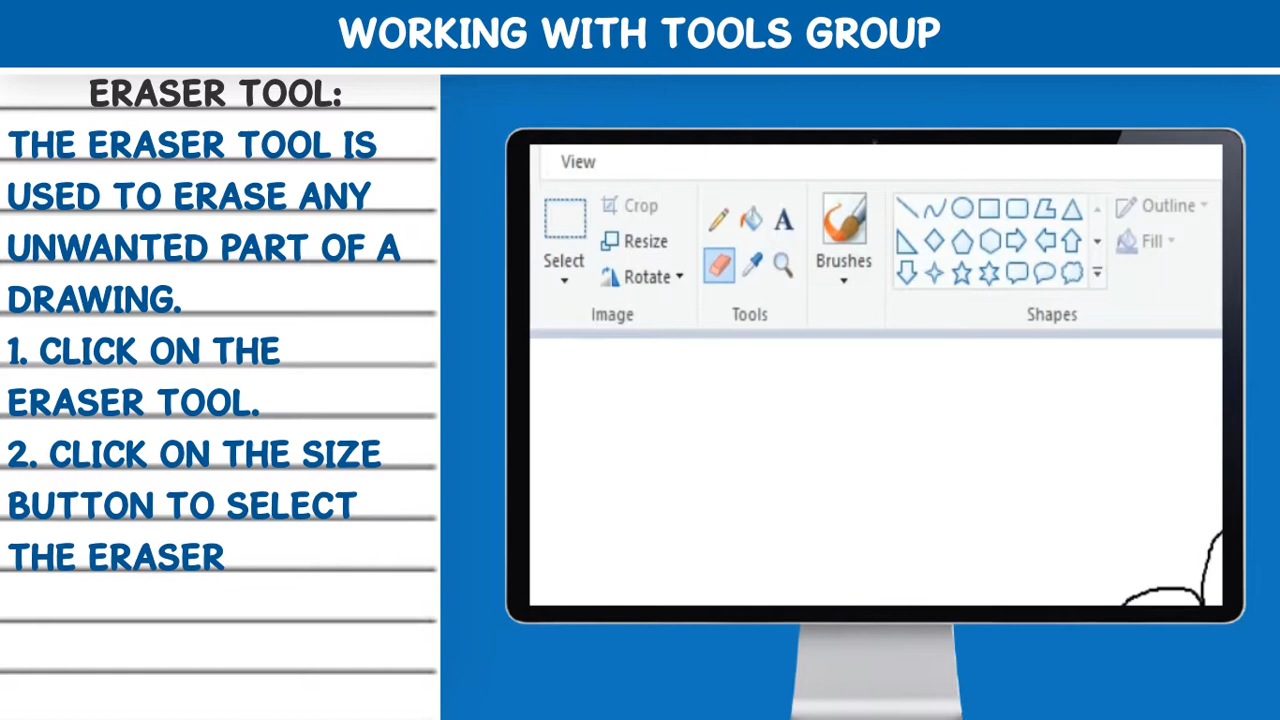 WORKING WITH TOOLS GROUP
ERASER TOOL:
THE ERASER TOOL IS
USED TO ERASE ANY
UNWANTED PART OF A
DRAWING.
1. CLICK ON THE
ERASER TOOL.
2. CLICK ON THE SIZE
BUTTON TO SELECT
THE ERASER
View
Crop
Resize
Rotate
Select
Image
A
Tools
Brushes
Shapes
Outline
Fill